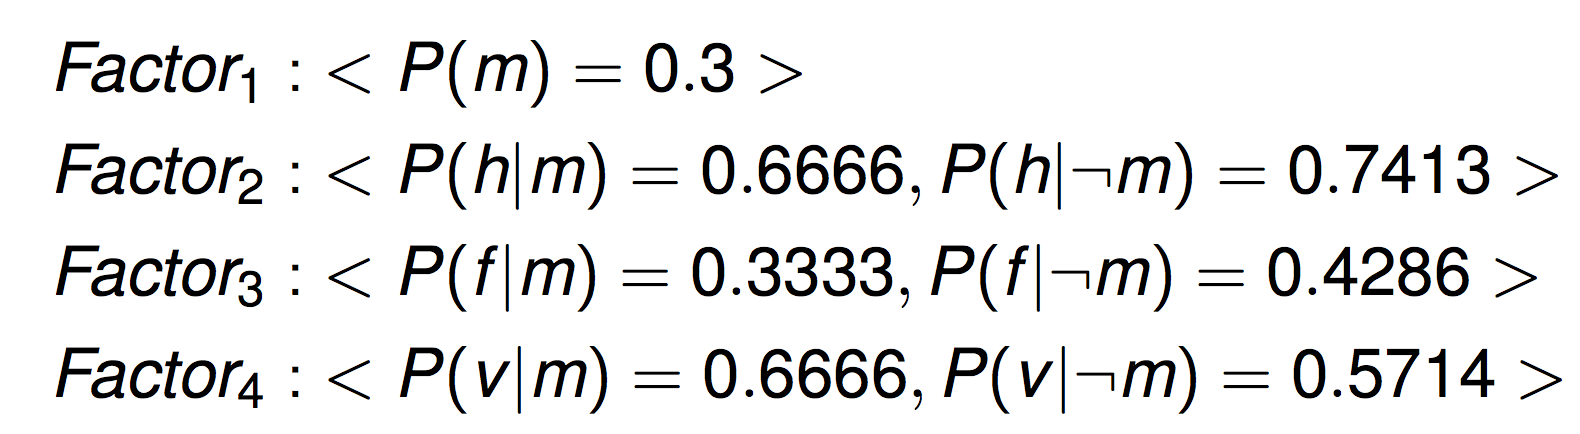 Factor₁ : < P(m) = 0.3 >
Factor₂ : < P(h|m) = 0.6666, P(h|¬m) = 0.7413 >
Factor₃ : < P(f|m) = 0.3333, P(f|¬m) = 0.4286 >
Factor₄ : < P(v|m) = 0.6666, P(v|¬m) = 0.5714 >